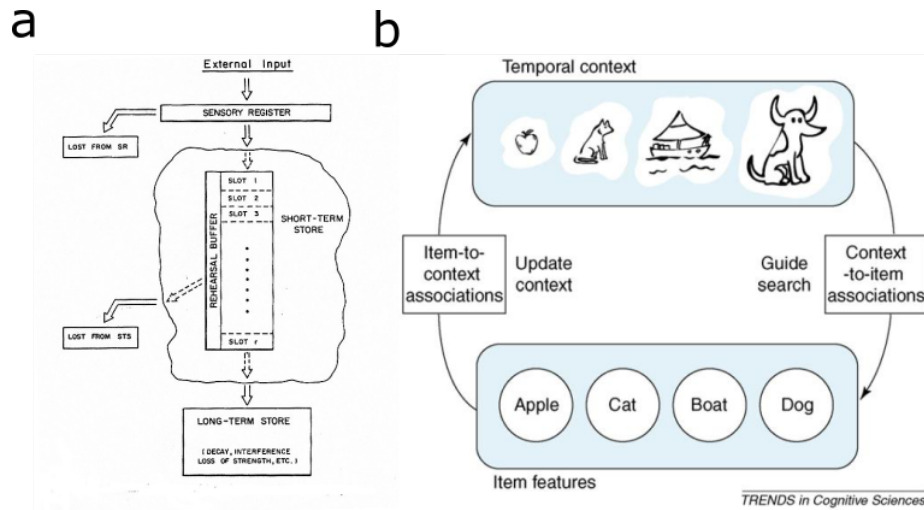 a
External Input
SENSORY REGISTER
LOST FROM SR
SLOT 1
SLOT 2
SLOT 3
REHEARSAL BUFFER
SHORT-TERM
STORE
LOST FROM STS
SLOT r
LONG-TERM STORE
(DECAY, INTERFERENCE
LOSS OF STRENGTH, ETC.)
b
Temporal context
Item-to-
context
associations
Update
context
Guide
search
Context
-to-item
associations
Apple
Cat
Boat
Dog
Item features
TRENDS in Cognitive Sciences